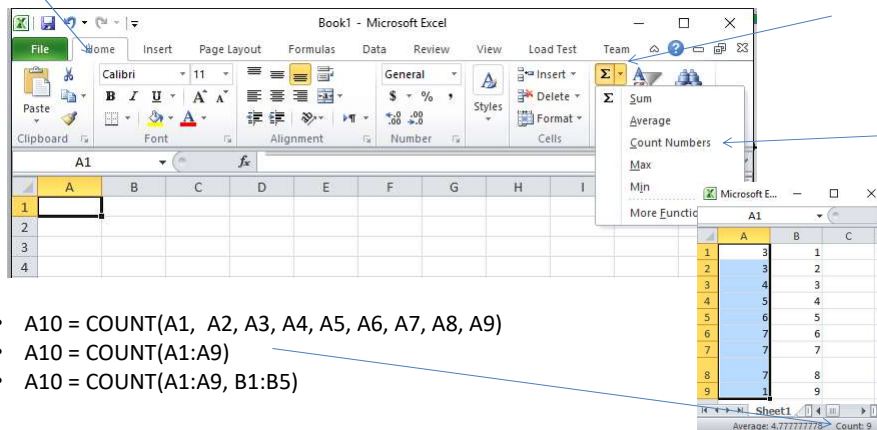 Book1 - Microsoft Excel
File Home Insert Page Layout Formulas Data Review View Load Test Team
Calibri 11 General Insert Σ
Paste B I U A A $ % , Styles Delete Σ Sum
Format Average
Clipboard Font Alignment Number Cells Count Numbers
A1 fx Max
A B C D E F G H I Min
1 More Functio
2
3
4
Microsoft E...
A1
A B C
1 3 1
2 3 2
3 4 3
4 5 4
5 6 5
6 7 6
7 7 7
8 7 8
9 1 9
Sheet1
Average: 4.777777778 Count: 9
• A10 = COUNT(A1, A2, A3, A4, A5, A6, A7, A8, A9)
• A10 = COUNT(A1:A9)
• A10 = COUNT(A1:A9, B1:B5)